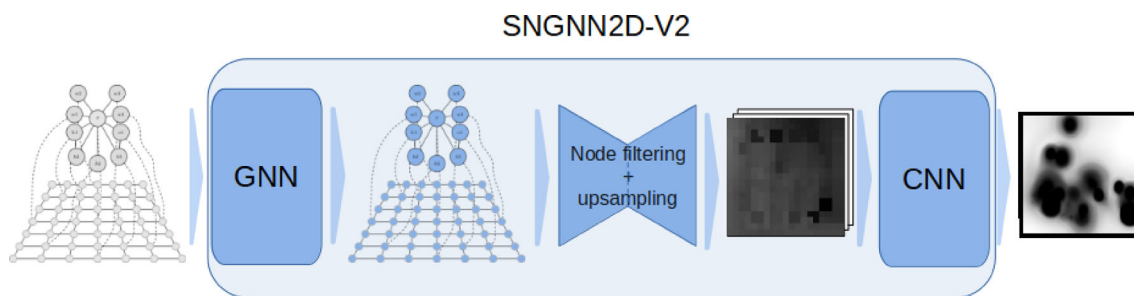 SNGNN2D-V2
GNN
Node filtering
+
upsampling
CNN